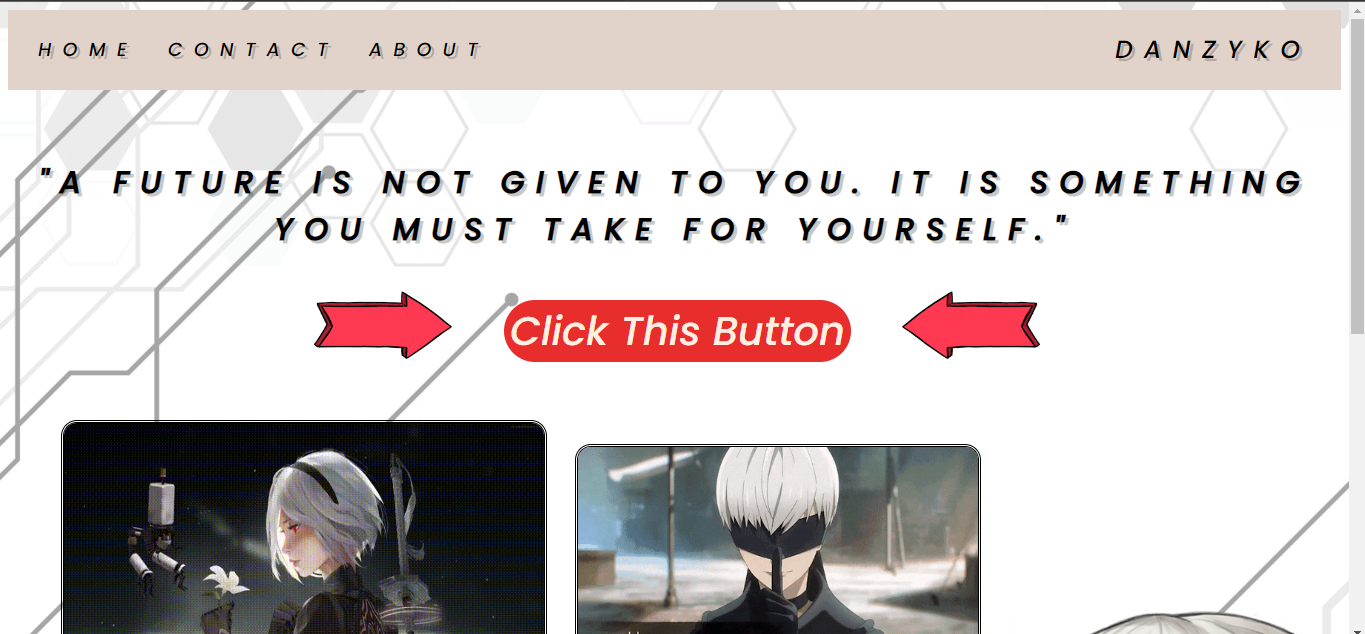 HOME CONTACT ABOUT DANZYKO
"A FUTURE IS NOT GIVEN TO YOU. IT IS SOMETHING
YOU MUST TAKE FOR YOURSELF."
Click This Button